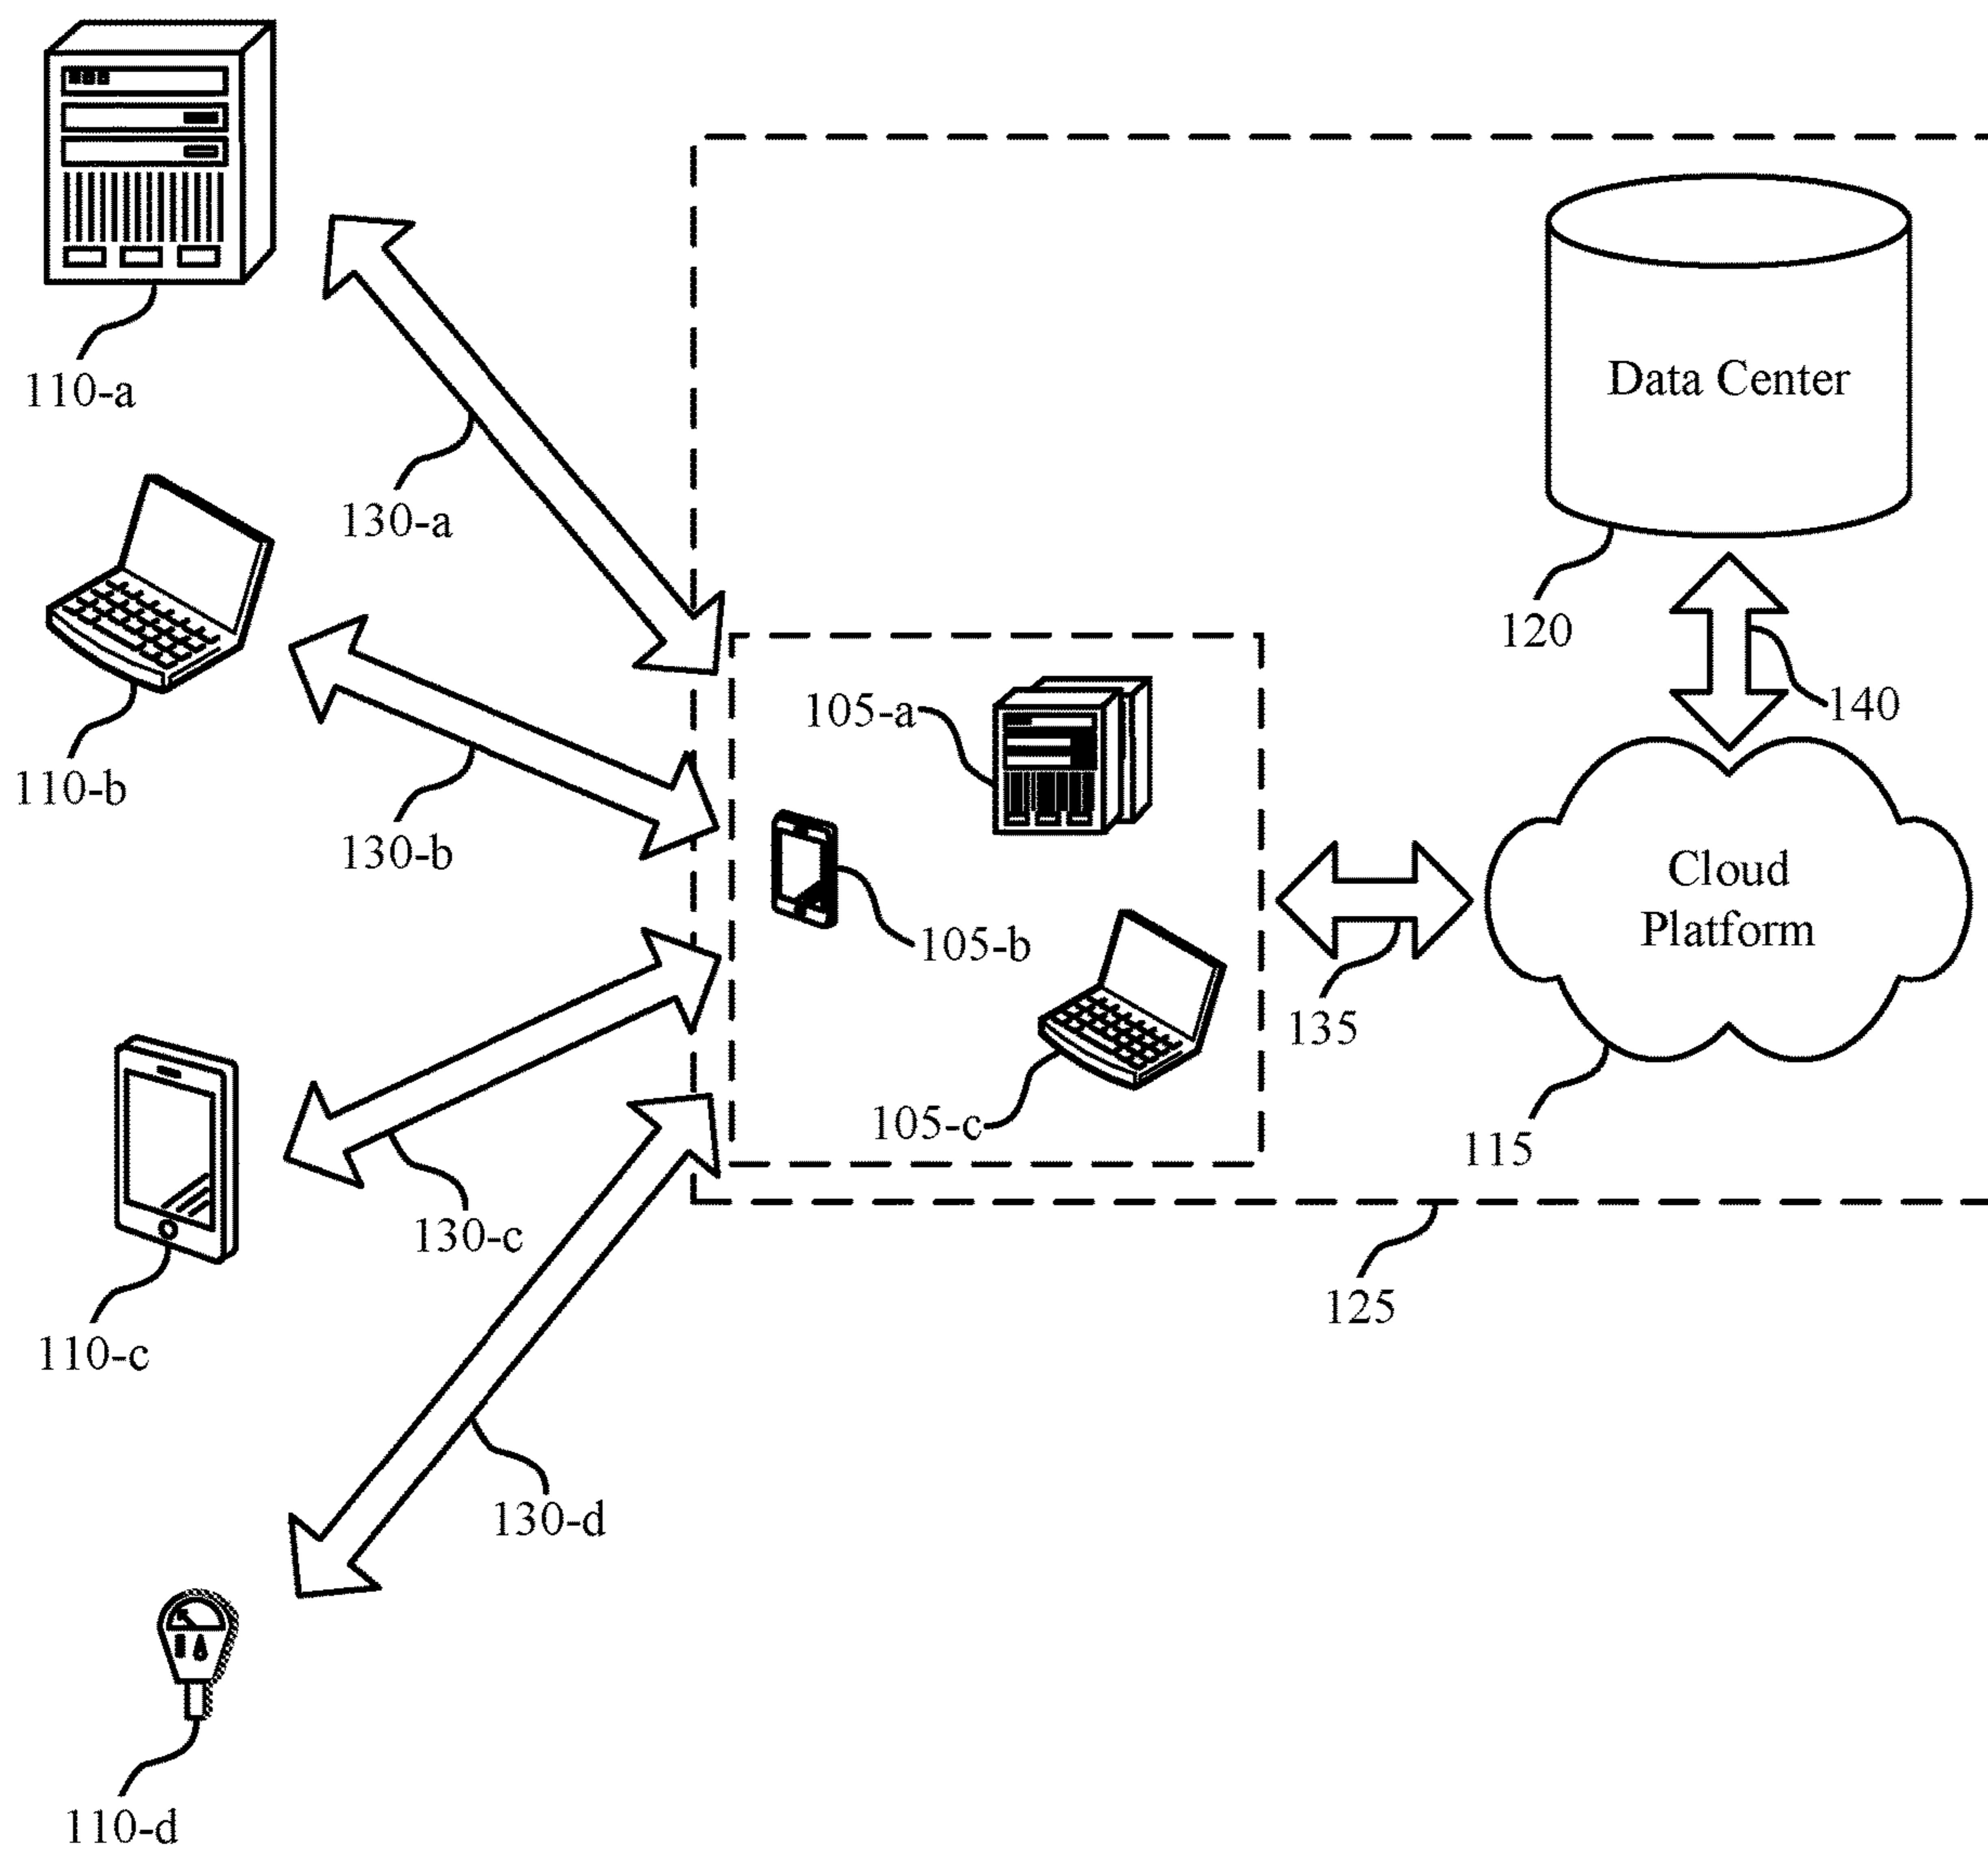 110-a
130-a
Data Center
120
140
110-b
130-b
105-a
105-b
105-c
135
Cloud
Platform
115
125
130-c
110-c
130-d
110-d